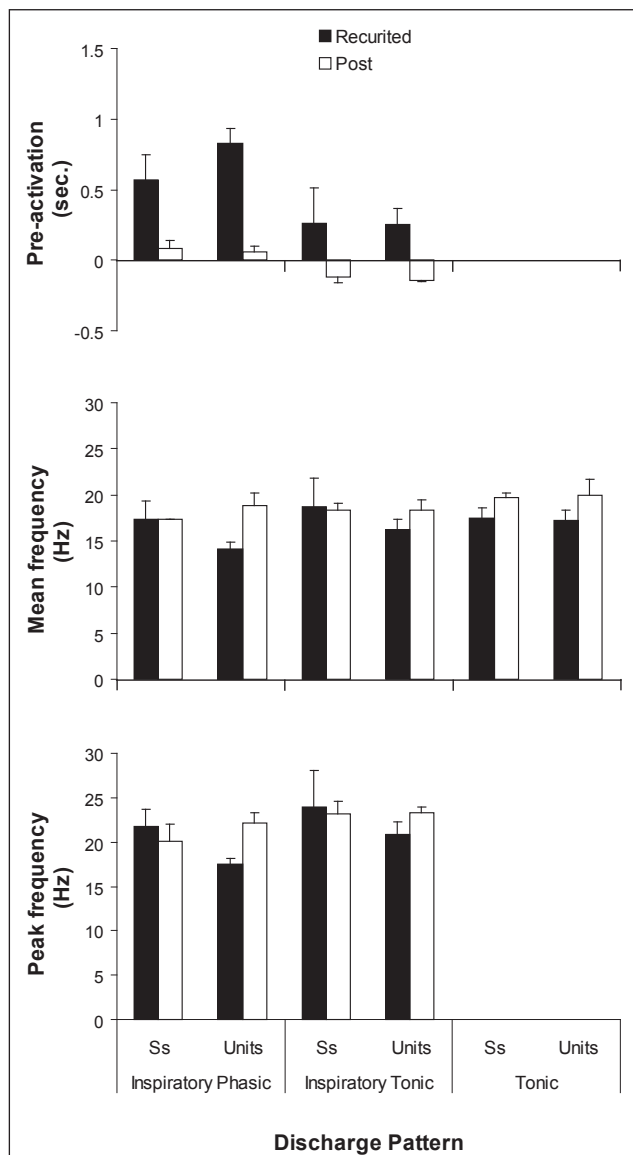 Recurited
Post
Pre-activation
(sec.)
1.5
1
0.5
0
-0.5
Mean frequency
(Hz)
30
25
20
15
10
5
0
Peak frequency
(Hz)
30
25
20
15
10
5
0
Ss Units Ss Units Ss Units
Inspiratory Phasic Inspiratory Tonic Tonic
Discharge Pattern